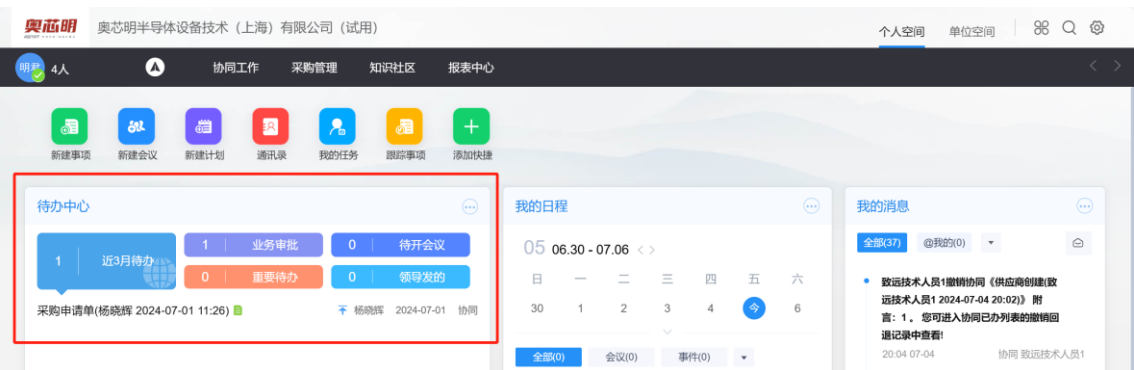 奥芯明 奥芯明半导体设备技术（上海）有限公司（试用） 个人空间 单位空间
明君 4人 协同工作 采购管理 知识社区 报表中心
新建事项 新建会议 新建计划 通讯录 我的任务 跟踪事项 添加快捷
待办中心
1 近3月待办
1 业务审批 0 待开会议
0 重要待办 0 领导发的
采购申请单(杨晓辉 2024-07-01 11:26) 杨晓辉 2024-07-01 协同
我的日程
05 06.30 - 07.06 < >
日 一 二 三 四 五 六
30 1 2 3 4 今 6
全部(0) 会议(0) 事件(0)
我的消息
全部(37) @我的(0)
致远技术人员1撤销协同《供应商创建(致
远技术人员1 2024-07-04 20:02)》 附
言：1 。 您可进入协同已办列表的撤销回
退记录中查看!
20:04 07-04 协同 致远技术人员1